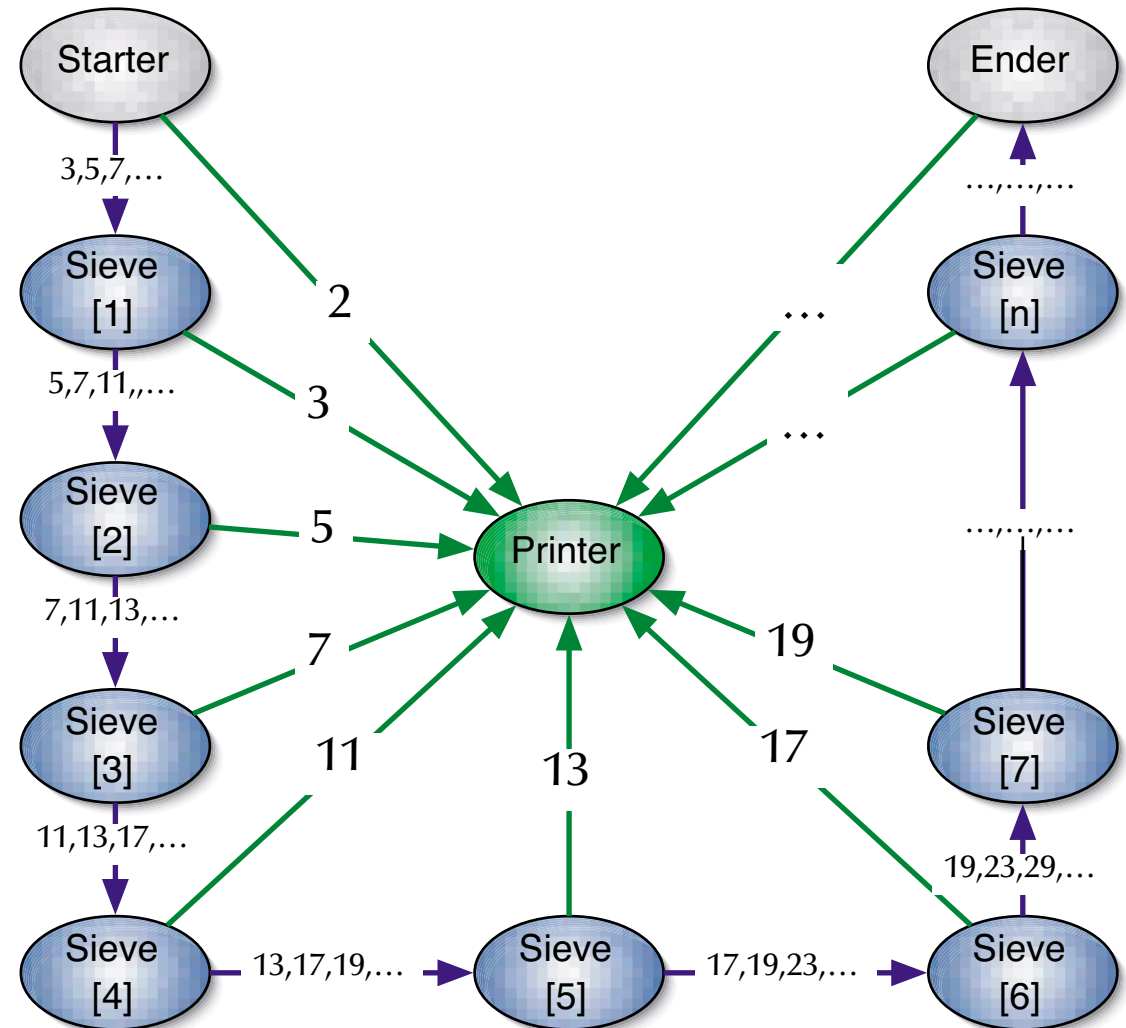 Starter
Ender
3,5,7,…
…,…,…
Sieve
[1]
Sieve
[n]
2
…
5,7,11,,…
3
…
Sieve
[2]
5
Printer
…,…,…
7,11,13,…
7
19
Sieve
[3]
Sieve
[7]
11
13
17
11,13,17,…
19,23,29,…
Sieve
[4]
13,17,19,…
Sieve
[5]
17,19,23,…
Sieve
[6]